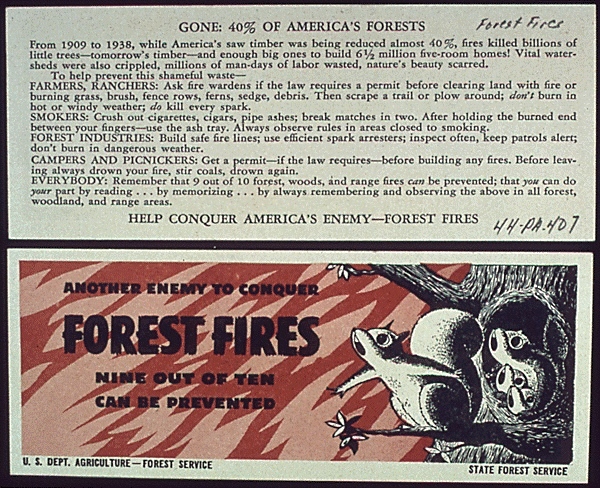 GONE: 40% OF AMERICA'S FORESTS
Forest Fires
From 1909 to 1938, while America's saw timber was being reduced almost 40%, fires killed billions of
little trees—tomorrow's timber—and enough big ones to build 6½ million five-room homes! Vital water-
sheds were also crippled, millions of man-days of labor wasted, nature's beauty scarred.
To help prevent this shameful waste—
FARMERS, RANCHERS: Ask fire wardens if the law requires a permit before clearing land with fire or
burning grass, brush, fence rows, ferns, sedge, debris. Then scrape a trail or plow around; don't burn in
hot or windy weather; do kill every spark.
SMOKERS: Crush out cigarettes, cigars, pipe ashes; break matches in two. After holding the burned end
between your fingers—use the ash tray. Always observe rules in areas closed to smoking.
FOREST INDUSTRIES: Build safe fire lines; use efficient spark arresters; inspect often, keep patrols alert;
don't burn in dangerous weather.
CAMPERS AND PICNICKERS: Get a permit—if the law requires—before building any fires. Before leav-
ing always drown your fire, stir coals, drown again.
EVERYBODY: Remember that 9 out of 10 forest, woods, and range fires can be prevented; that you can do
your part by reading . . . by memorizing . . . by always remembering and observing the above in all forest,
woodland, and range areas.
HELP CONQUER AMERICA'S ENEMY—FOREST FIRES
44-PA-407
ANOTHER ENEMY TO CONQUER
FOREST FIRES
NINE OUT OF TEN
CAN BE PREVENTED
U. S. DEPT. AGRICULTURE—FOREST SERVICE
STATE FOREST SERVICE